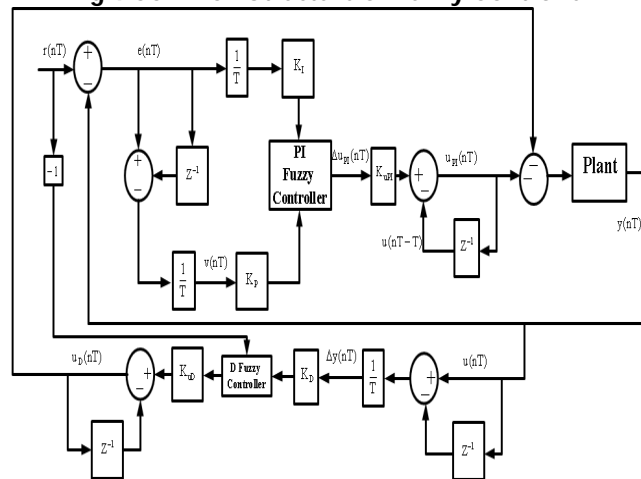 r(nT)
+
−
e(nT)
1
T
K_I
-1
+
−
Z⁻¹
PI
Fuzzy
Controller
Δu_PI(nT)
K_uPI
+
−
u_PI(nT)
−
−
Plant
y(nT)
u(nT−T)
Z⁻¹
1
T
v(nT)
K_P
u_D(nT)
+
−
K_uD
D Fuzzy
Controller
K_D
Δy(nT)
1
T
+
−
u(nT)
Z⁻¹
Z⁻¹